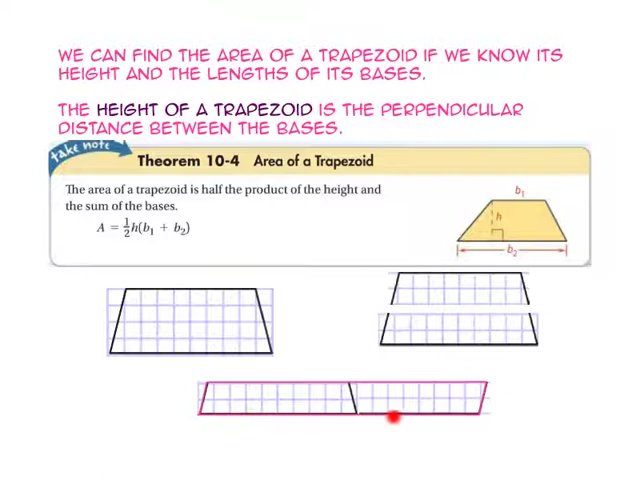 WE CAN FIND THE AREA OF A TRAPEZOID IF WE KNOW ITS
HEIGHT AND THE LENGTHS OF ITS BASES.
THE HEIGHT OF A TRAPEZOID IS THE PERPENDICULAR
DISTANCE BETWEEN THE BASES.
take note
Theorem 10-4 Area of a Trapezoid
The area of a trapezoid is half the product of the height and
the sum of the bases.
A = 1/2 h(b₁ + b₂)
b₁
h
b₂